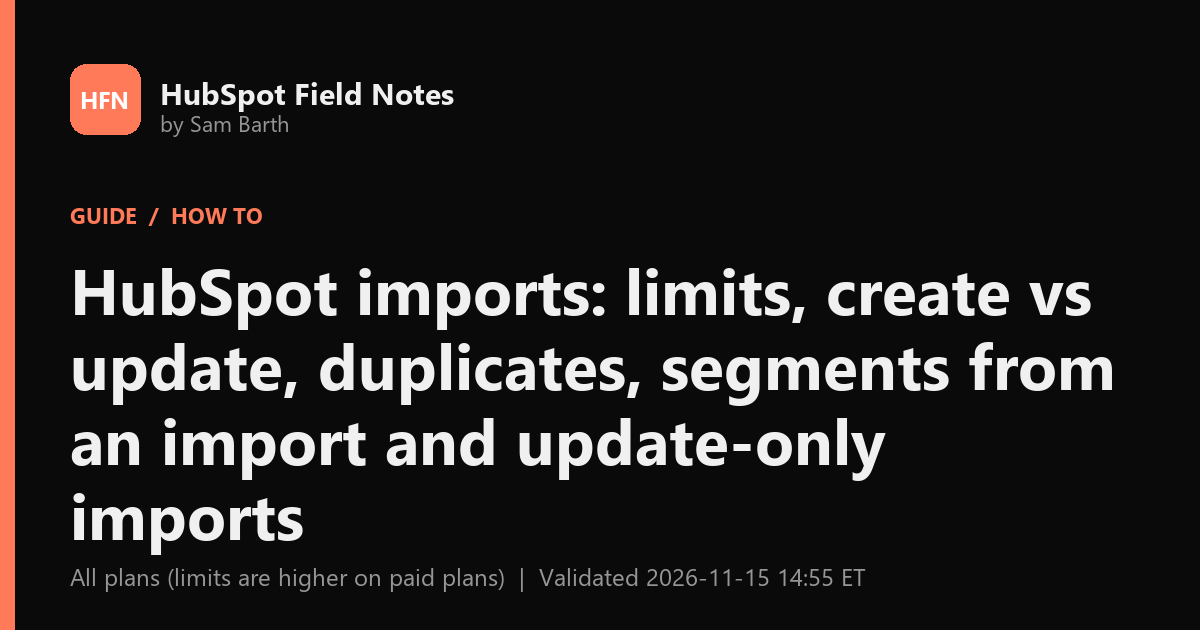 HFN
HubSpot Field Notes
by Sam Barth
GUIDE / HOW TO
HubSpot imports: limits, create vs
update, duplicates, segments from
an import and update-only
imports
All plans (limits are higher on paid plans) | Validated 2026-11-15 14:55 ET